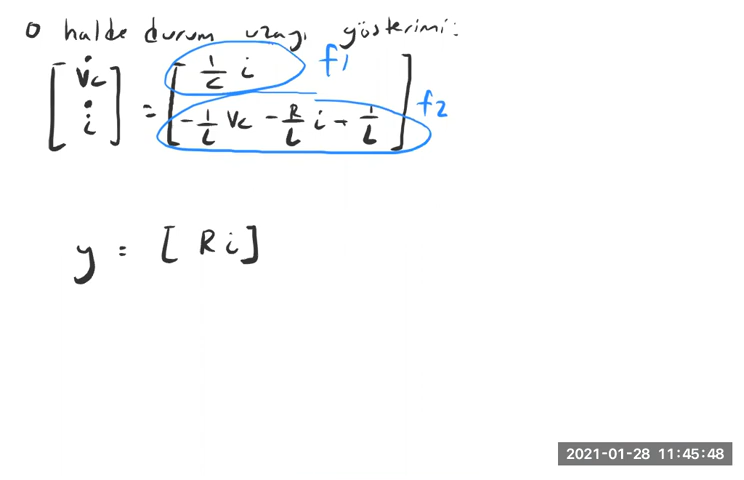 o halde durum uzayı gösterimi:
[ v̇c ; i̇ ] = [ 1/C i ; -1/L Vc - R/L i + 1/L ] f1 f2
y = [ R i ]
2021-01-28 11:45:48